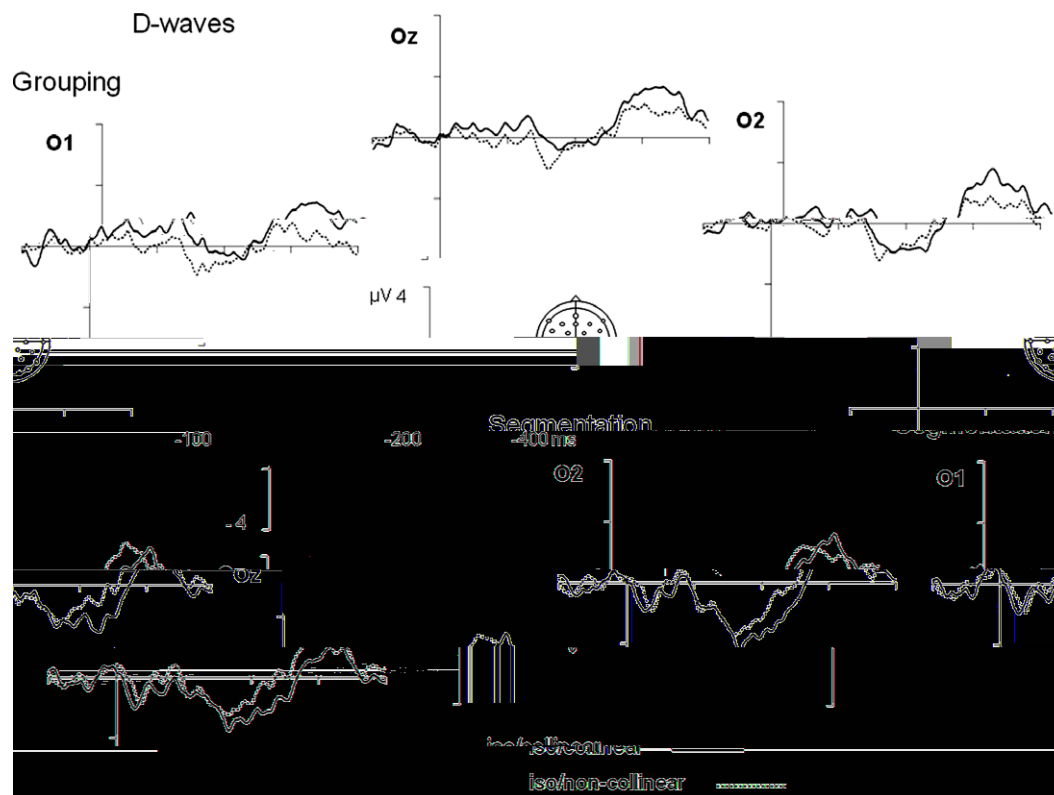 D-waves
Oz
Grouping
O1
O2
µV 4
Segmentation
-100
-200
-400 ms
O2
O1
- 4
Oz
iso/collinear
iso/non-collinear